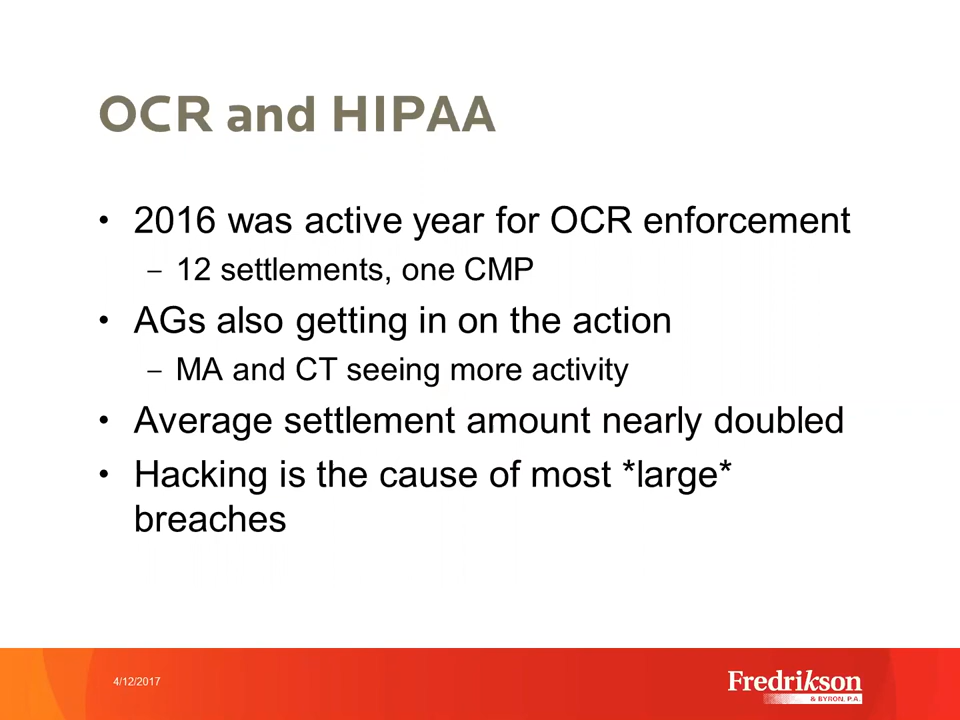 OCR and HIPAA
• 2016 was active year for OCR enforcement
– 12 settlements, one CMP
• AGs also getting in on the action
– MA and CT seeing more activity
• Average settlement amount nearly doubled
• Hacking is the cause of most *large*
breaches
4/12/2017
Fredrikson
& BYRON, P.A.